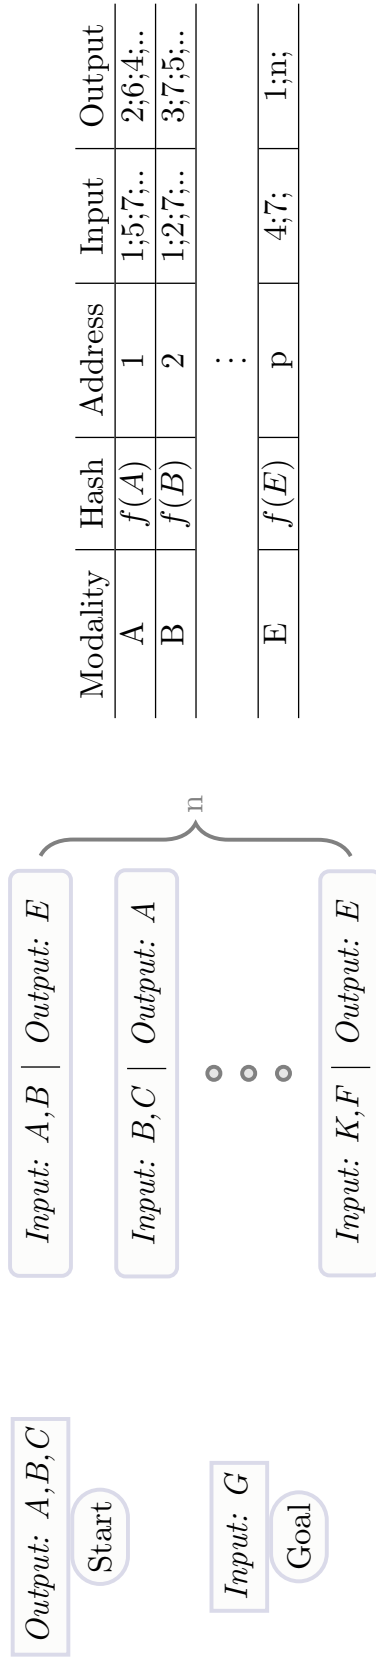 Output: A,B,C
Start
Input: G
Goal
Input: A,B | Output: E
Input: B,C | Output: A
Input: K,F | Output: E
n
Modality Hash Address Input Output
A f(A) 1 1;5;7;.. 2;6;4;..
B f(B) 2 1;2;7;.. 3;7;5;..
⋮
E f(E) p 4;7; 1;n;